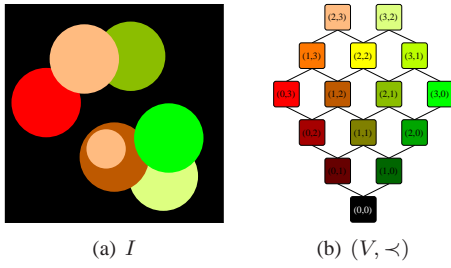 (2,3) (3,2)
(1,3) (2,2) (3,1)
(0,3) (1,2) (2,1) (3,0)
(0,2) (1,1) (2,0)
(0,1) (1,0)
(0,0)
(a) I (b) (V, ≺)